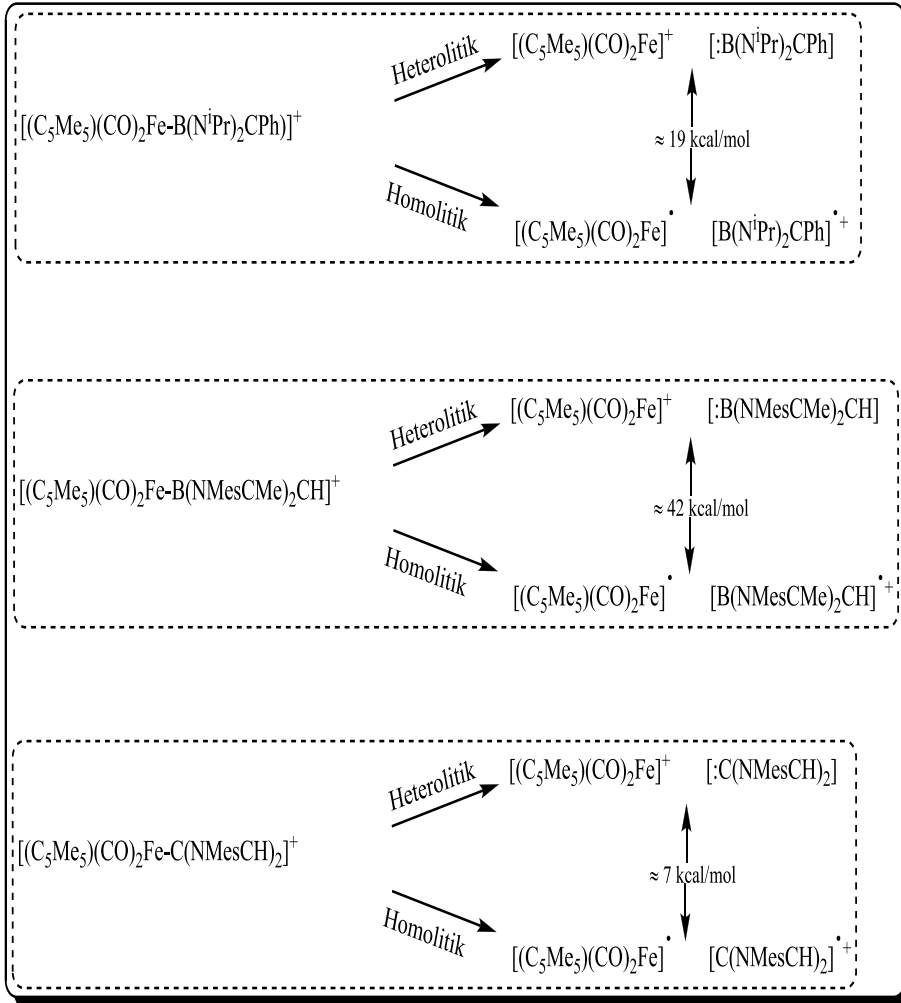 [(C₅Me₅)(CO)₂Fe]⁺ [:B(NⁱPr)₂CPh]
Heterolitik
[(C₅Me₅)(CO)₂Fe-B(NⁱPr)₂CPh)]⁺
≈ 19 kcal/mol
Homolitik
[(C₅Me₅)(CO)₂Fe]˙ [B(NⁱPr)₂CPh]˙⁺
[(C₅Me₅)(CO)₂Fe]⁺ [:B(NMesCMe)₂CH]
Heterolitik
[(C₅Me₅)(CO)₂Fe-B(NMesCMe)₂CH]⁺
≈ 42 kcal/mol
Homolitik
[(C₅Me₅)(CO)₂Fe]˙ [B(NMesCMe)₂CH]˙⁺
[(C₅Me₅)(CO)₂Fe]⁺ [:C(NMesCH)₂]
Heterolitik
[(C₅Me₅)(CO)₂Fe-C(NMesCH)₂]⁺
≈ 7 kcal/mol
Homolitik
[(C₅Me₅)(CO)₂Fe]˙ [C(NMesCH)₂]˙⁺